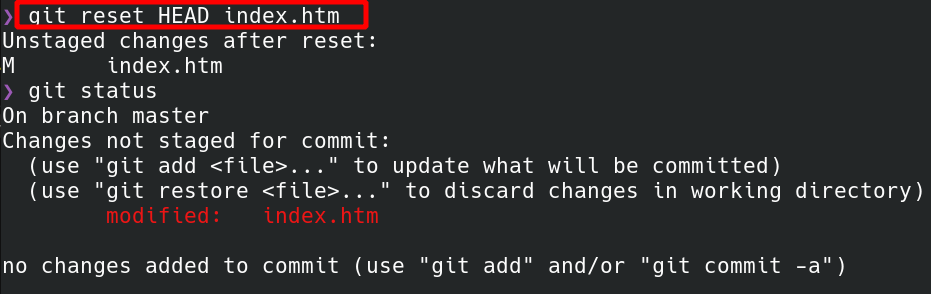 ❯ git reset HEAD index.htm
Unstaged changes after reset:
M       index.htm
❯ git status
On branch master
Changes not staged for commit:
  (use "git add <file>..." to update what will be committed)
  (use "git restore <file>..." to discard changes in working directory)
        modified:   index.htm

no changes added to commit (use "git add" and/or "git commit -a")